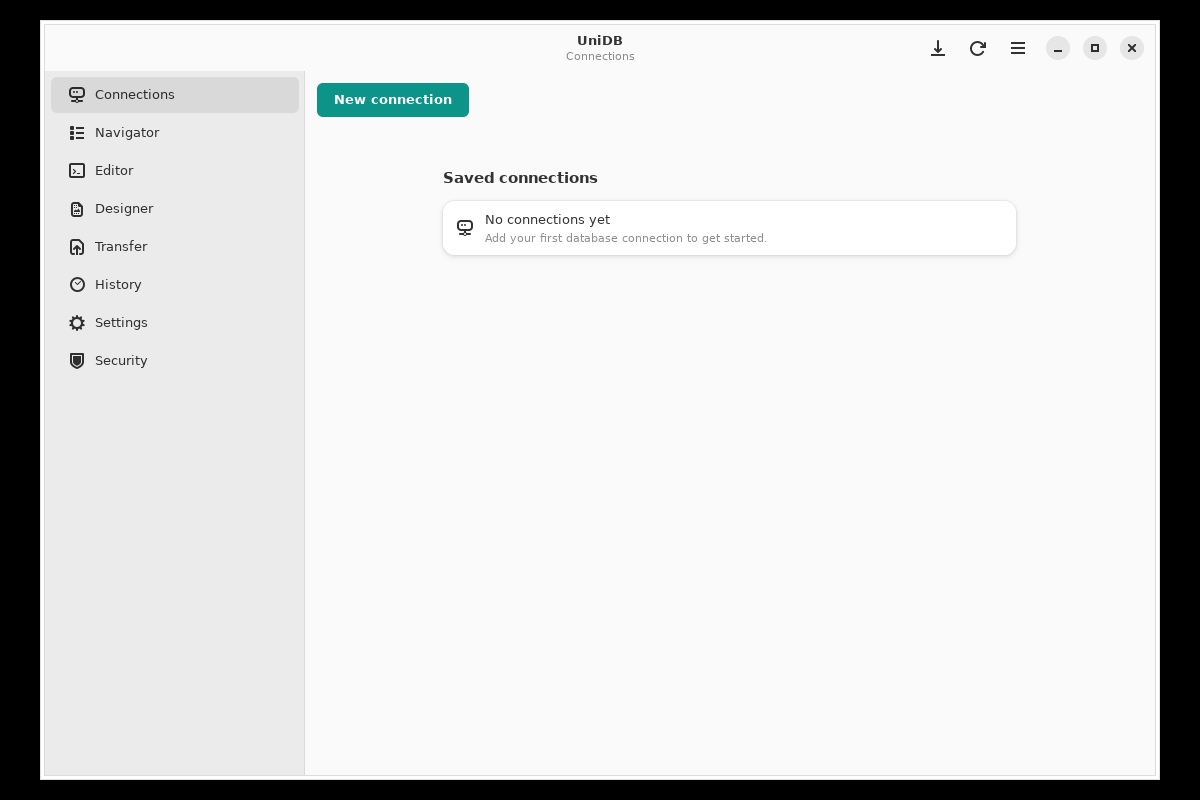 UniDB
Connections
Connections
Navigator
Editor
Designer
Transfer
History
Settings
Security
New connection
Saved connections
No connections yet
Add your first database connection to get started.